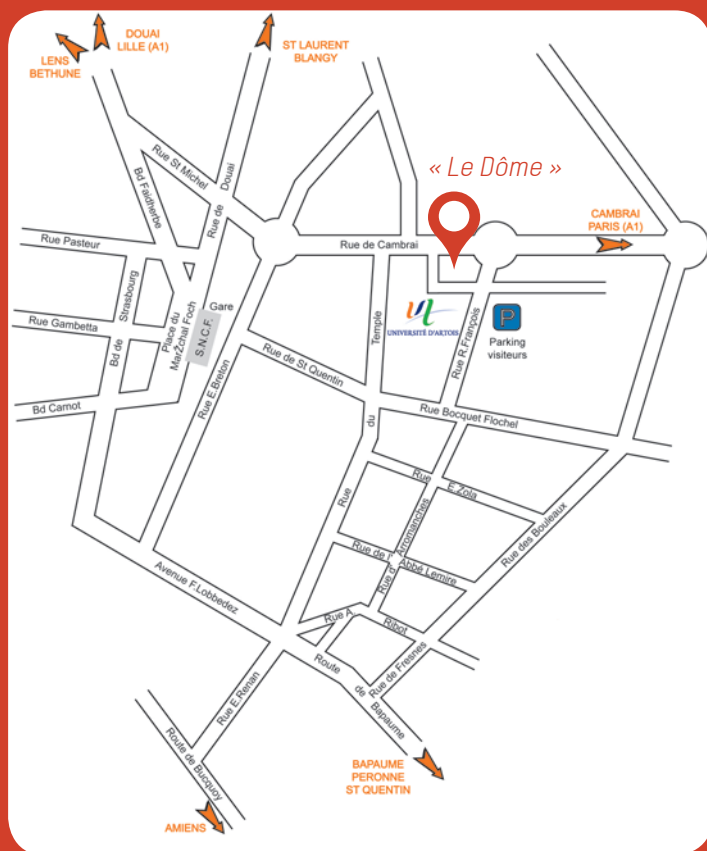 DOUAI
LILLE (A1)
LENS
BETHUNE
ST LAURENT
BLANGY
Rue St Michel
Bd Faidherbe
Rue de Douai
« Le Dôme »
CAMBRAI
PARIS (A1)
Rue Pasteur
Rue de Cambrai
Bd de Strasbourg
Place du
MarŽchal Foch
Gare
S.N.C.F.
Rue Gambetta
UNIVERSITÉ D'ARTOIS
P
Parking
visiteurs
Rue R.François
Rue du Temple
Rue E.Breton
Rue de St Quentin
Bd Carnot
Rue Bocquet Flochel
Rue E.Zola
Rue d'Arromanches
Rue des Bouleaux
Rue de l'Abbé Lemire
Avenue F.Lobbedez
Rue A. Ribot
Rue de Fresnes
Route de Bapaume
Rue E.Renan
Route de Bucquoy
BAPAUME
PERONNE
ST QUENTIN
AMIENS